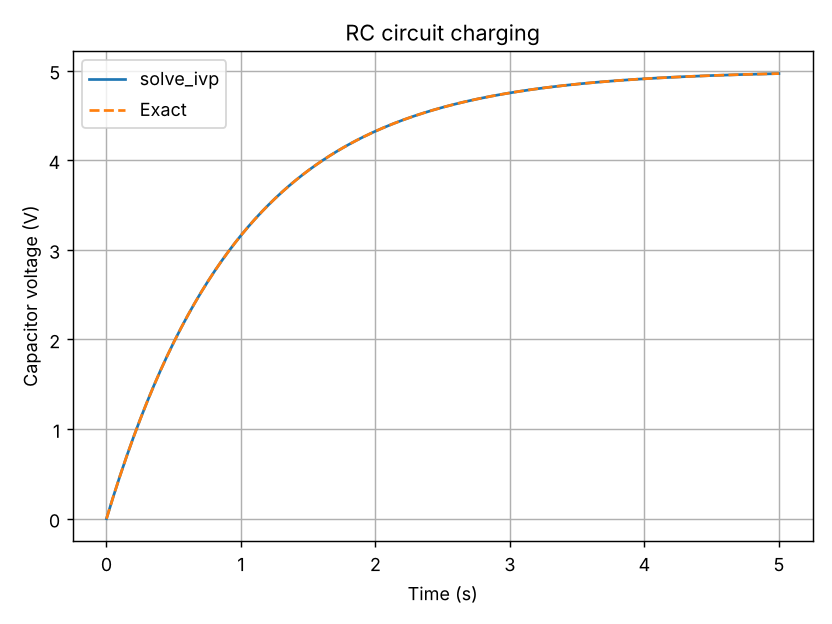 RC circuit charging
solve_ivp
Exact
Capacitor voltage (V)
5
4
3
2
1
0
0 1 2 3 4 5
Time (s)